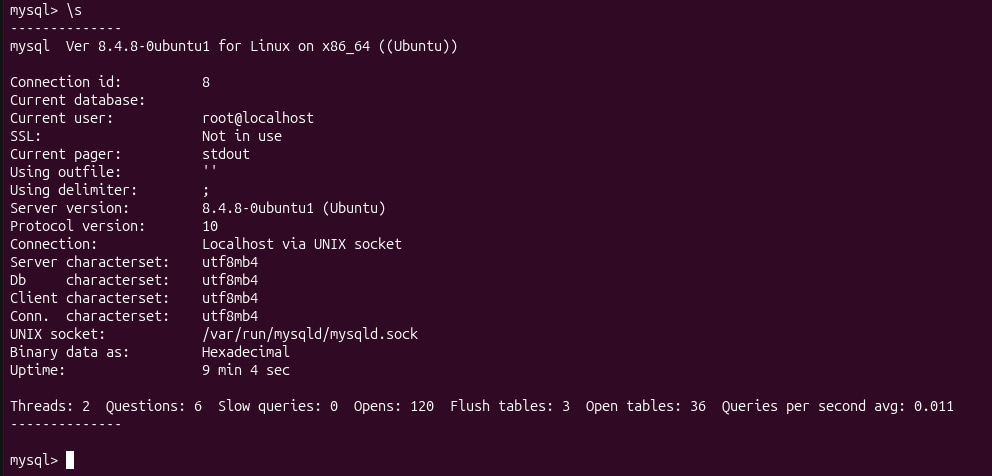 mysql> \s
--------------
mysql  Ver 8.4.8-0ubuntu1 for Linux on x86_64 ((Ubuntu))

Connection id:          8
Current database:
Current user:           root@localhost
SSL:                    Not in use
Current pager:          stdout
Using outfile:          ''
Using delimiter:        ;
Server version:         8.4.8-0ubuntu1 (Ubuntu)
Protocol version:       10
Connection:             Localhost via UNIX socket
Server characterset:    utf8mb4
Db     characterset:    utf8mb4
Client characterset:    utf8mb4
Conn.  characterset:    utf8mb4
UNIX socket:            /var/run/mysqld/mysqld.sock
Binary data as:         Hexadecimal
Uptime:                 9 min 4 sec

Threads: 2  Questions: 6  Slow queries: 0  Opens: 120  Flush tables: 3  Open tables: 36  Queries per second avg: 0.011
--------------

mysql>